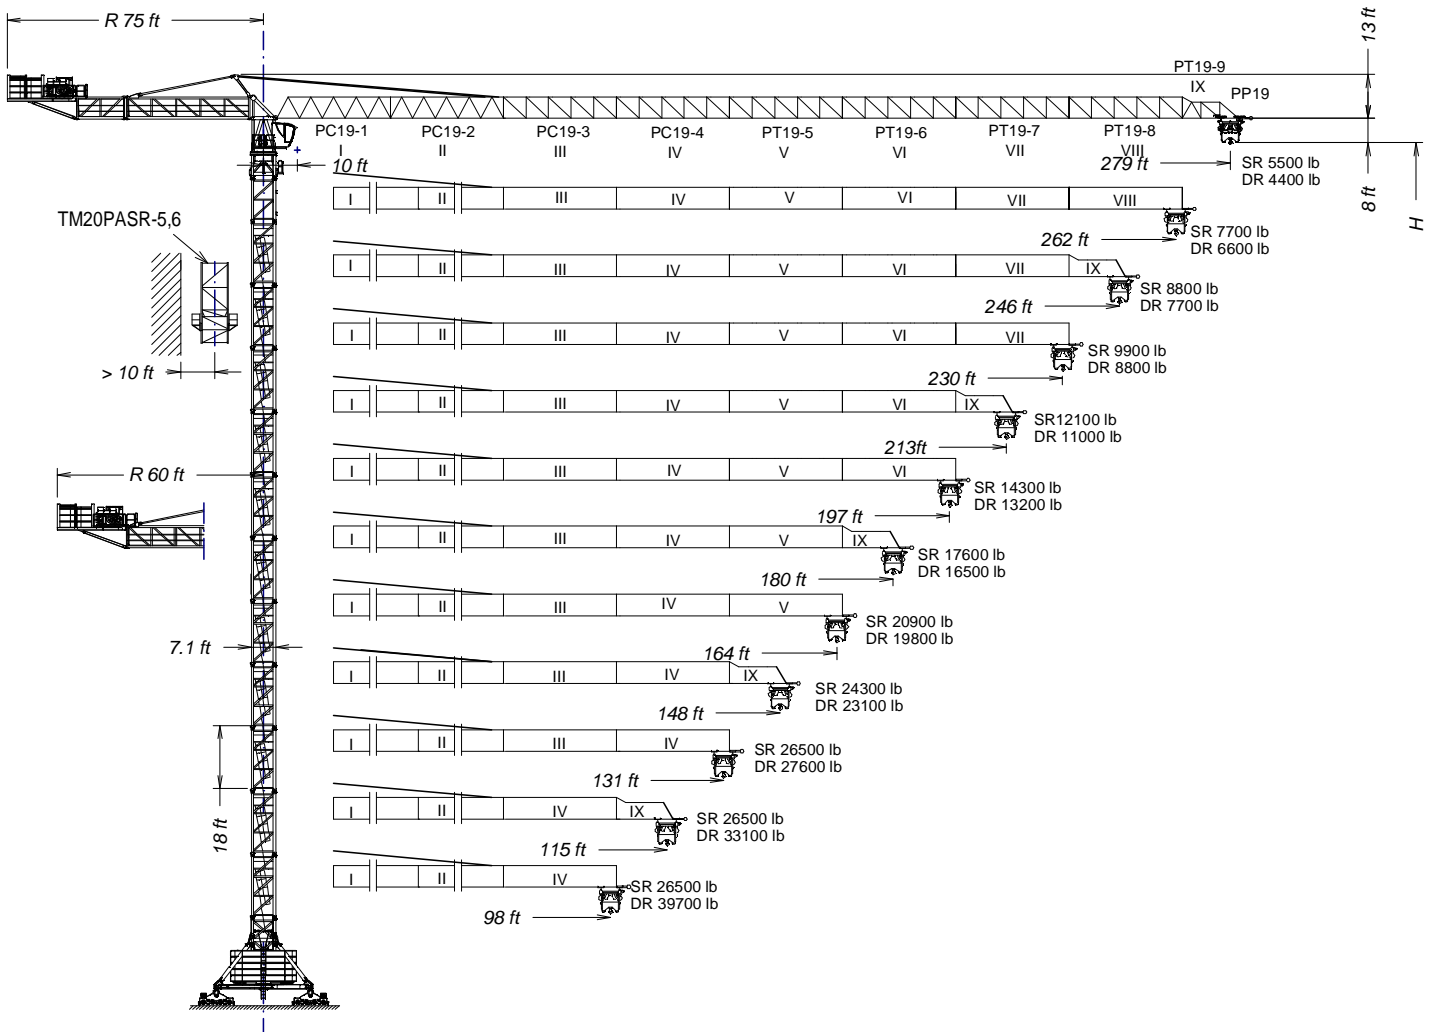 R 75 ft
13 ft
PT19-9
IX
PP19
PC19-1
PC19-2
PC19-3
PC19-4
PT19-5
PT19-6
PT19-7
PT19-8
I
II
III
IV
V
VI
VII
VIII
10 ft
279 ft
SR 5500 lb
DR 4400 lb
8 ft
H
I
II
III
IV
V
VI
VII
VIII
TM20PASR-5,6
262 ft
SR 7700 lb
DR 6600 lb
I
II
III
IV
V
VI
VII
IX
246 ft
SR 8800 lb
DR 7700 lb
I
II
III
IV
V
VI
VII
> 10 ft
230 ft
SR 9900 lb
DR 8800 lb
I
II
III
IV
V
VI
IX
213ft
SR12100 lb
DR 11000 lb
R 60 ft
I
II
III
IV
V
VI
197 ft
SR 14300 lb
DR 13200 lb
I
II
III
IV
V
IX
180 ft
SR 17600 lb
DR 16500 lb
I
II
III
IV
V
7.1 ft
164 ft
SR 20900 lb
DR 19800 lb
I
II
III
IV
IX
148 ft
SR 24300 lb
DR 23100 lb
I
II
III
IV
131 ft
SR 26500 lb
DR 27600 lb
18 ft
I
II
IV
IX
115 ft
SR 26500 lb
DR 33100 lb
I
II
IV
98 ft
SR 26500 lb
DR 39700 lb